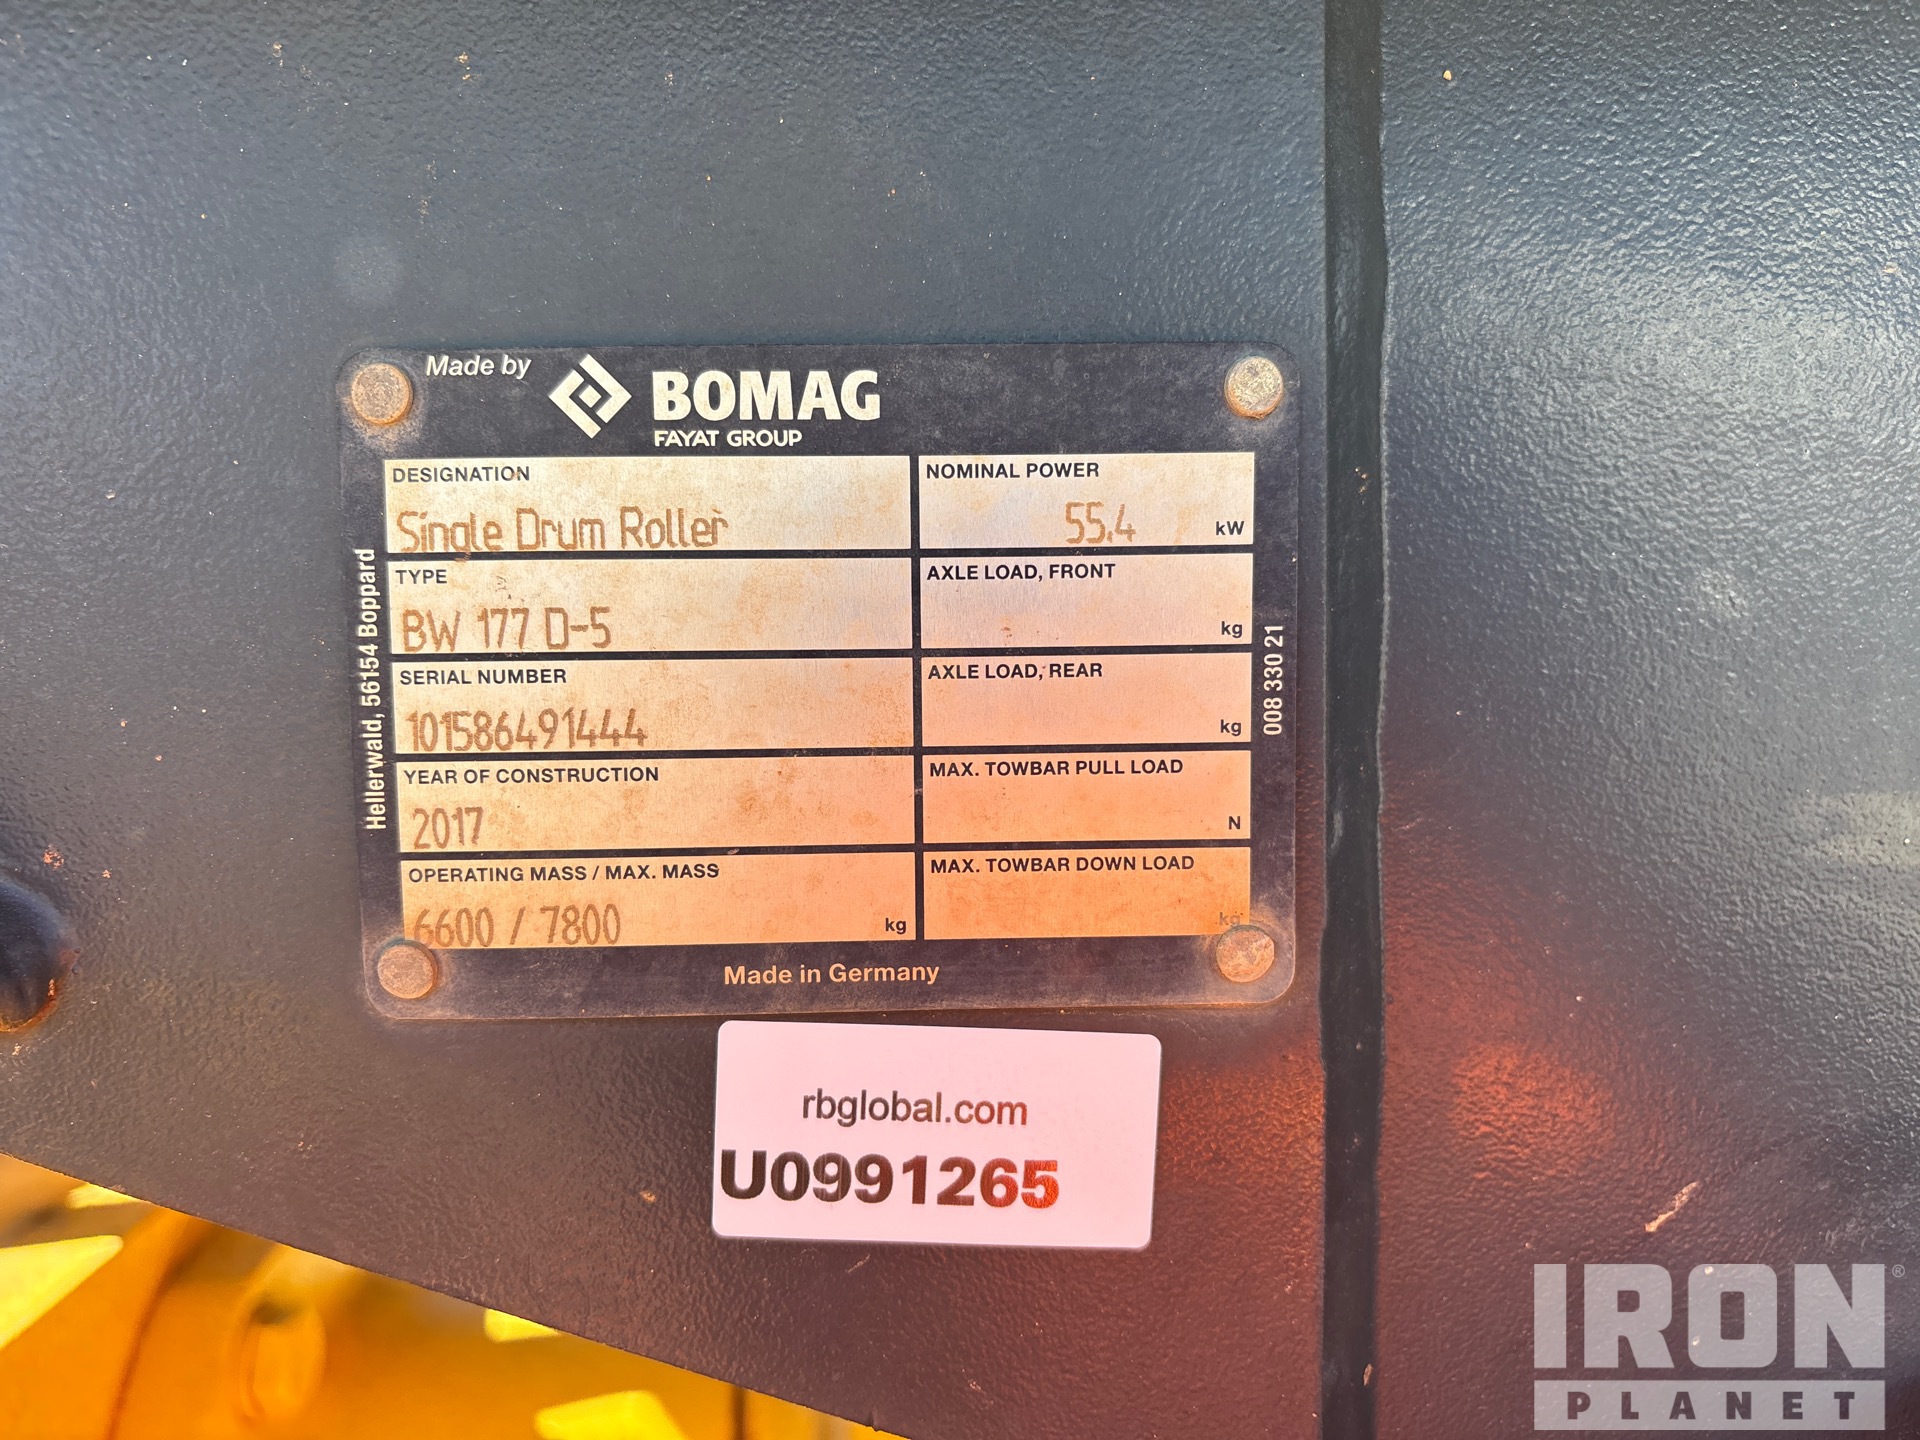 Made by
BOMAG
FAYAT GROUP
DESIGNATION
Single Drum Roller
NOMINAL POWER
55.4 kW
TYPE
BW 177 D-5
AXLE LOAD, FRONT
kg
SERIAL NUMBER
101586491444
AXLE LOAD, REAR
kg
YEAR OF CONSTRUCTION
2017
MAX. TOWBAR PULL LOAD
N
OPERATING MASS / MAX. MASS
6600 / 7800 kg
MAX. TOWBAR DOWN LOAD
kg
Hellerwald, 56154 Boppard
008 330 21
Made in Germany
rbglobal.com
U0991265
IRON®
PLANET